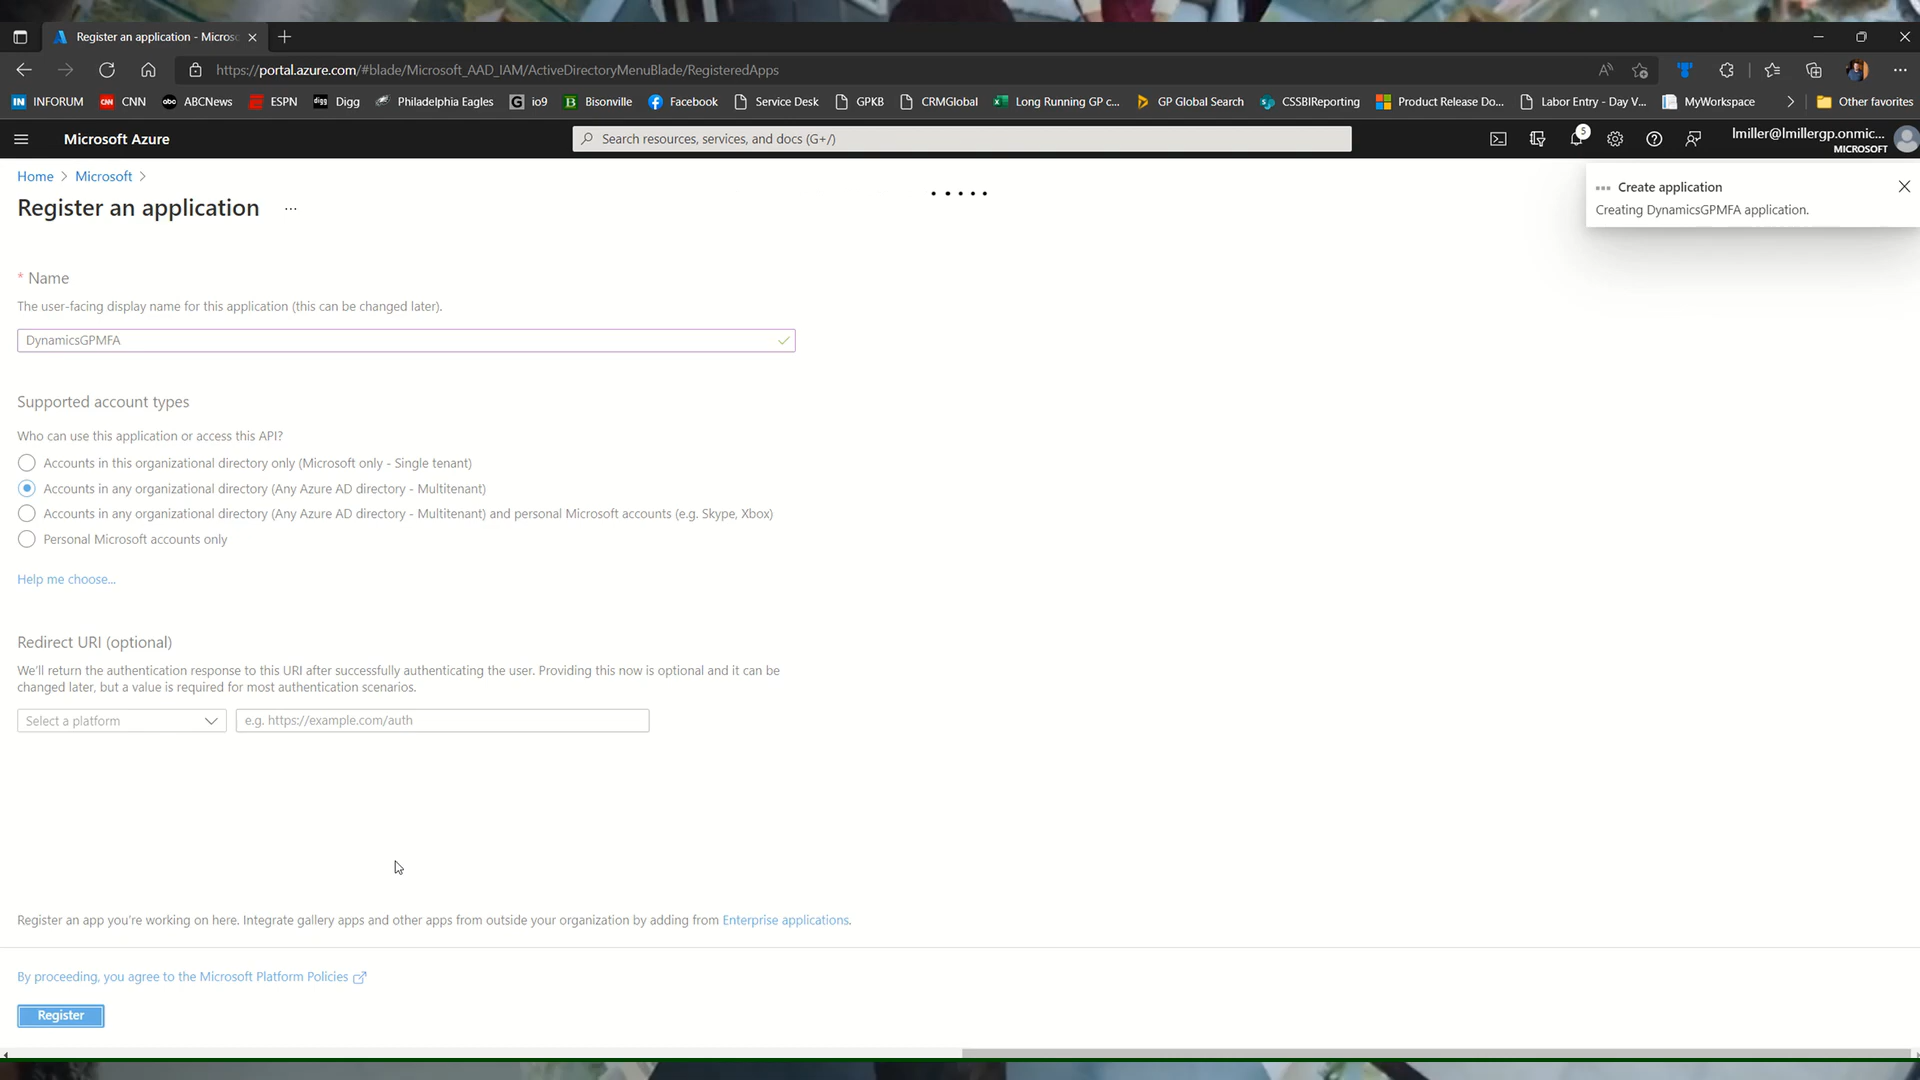 Register an application - Micros
https://portal.azure.com/#blade/Microsoft_AAD_IAM/ActiveDirectoryMenuBlade/RegisteredApps
IN INFORUM CNN CNN abc ABCNews ESPN digg Digg Philadelphia Eagles G io9 B Bisonville Facebook Service Desk GPKB CRMGlobal Long Running GP c... GP Global Search CSSBIReporting Product Release Do... Labor Entry - Day V... MyWorkspace Other favorites
Microsoft Azure
Search resources, services, and docs (G+/)
5
lmiller@lmillergp.onmic...
MICROSOFT
Home > Microsoft >
Register an application ...
Create application
Creating DynamicsGPMFA application.
* Name
The user-facing display name for this application (this can be changed later).
DynamicsGPMFA
Supported account types
Who can use this application or access this API?
Accounts in this organizational directory only (Microsoft only - Single tenant)
Accounts in any organizational directory (Any Azure AD directory - Multitenant)
Accounts in any organizational directory (Any Azure AD directory - Multitenant) and personal Microsoft accounts (e.g. Skype, Xbox)
Personal Microsoft accounts only
Help me choose...
Redirect URI (optional)
We'll return the authentication response to this URI after successfully authenticating the user. Providing this now is optional and it can be
changed later, but a value is required for most authentication scenarios.
Select a platform
e.g. https://example.com/auth
Register an app you're working on here. Integrate gallery apps and other apps from outside your organization by adding from Enterprise applications.
By proceeding, you agree to the Microsoft Platform Policies
Register